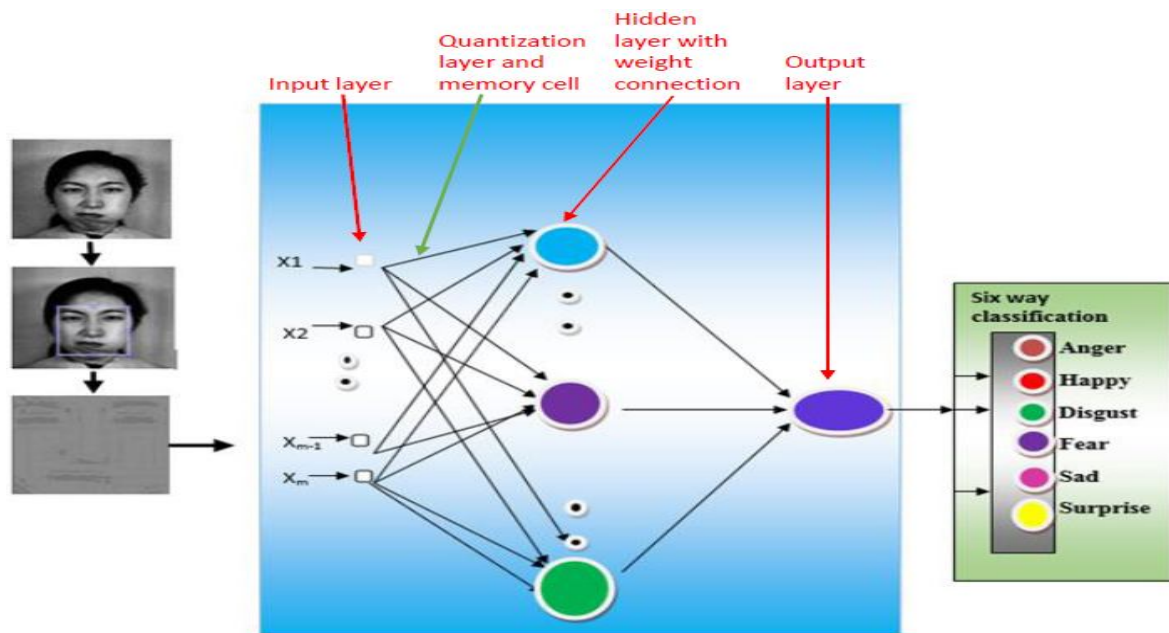 Input layer
Quantization
layer and
memory cell
Hidden
layer with
weight
connection
Output
layer
X1
X2
Xm-1
Xm
Six way
classification
Anger
Happy
Disgust
Fear
Sad
Surprise